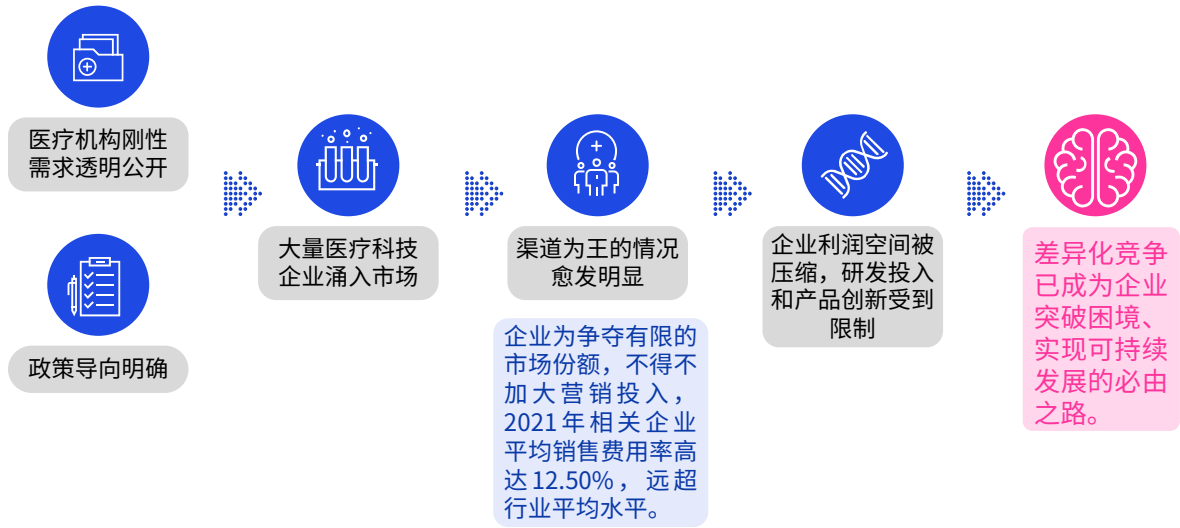 医疗机构刚性
需求透明公开
政策导向明确
大量医疗科技
企业涌入市场
渠道为王的情况
愈发明显
企业为争夺有限的
市场份额，不得不
加大营销投入，
2021年相关企业
平均销售费用率高
达12.50%，远超
行业平均水平。
企业利润空间被
压缩，研发投入
和产品创新受到
限制
差异化竞争
已成为企业
突破困境、
实现可持续
发展的必由
之路。